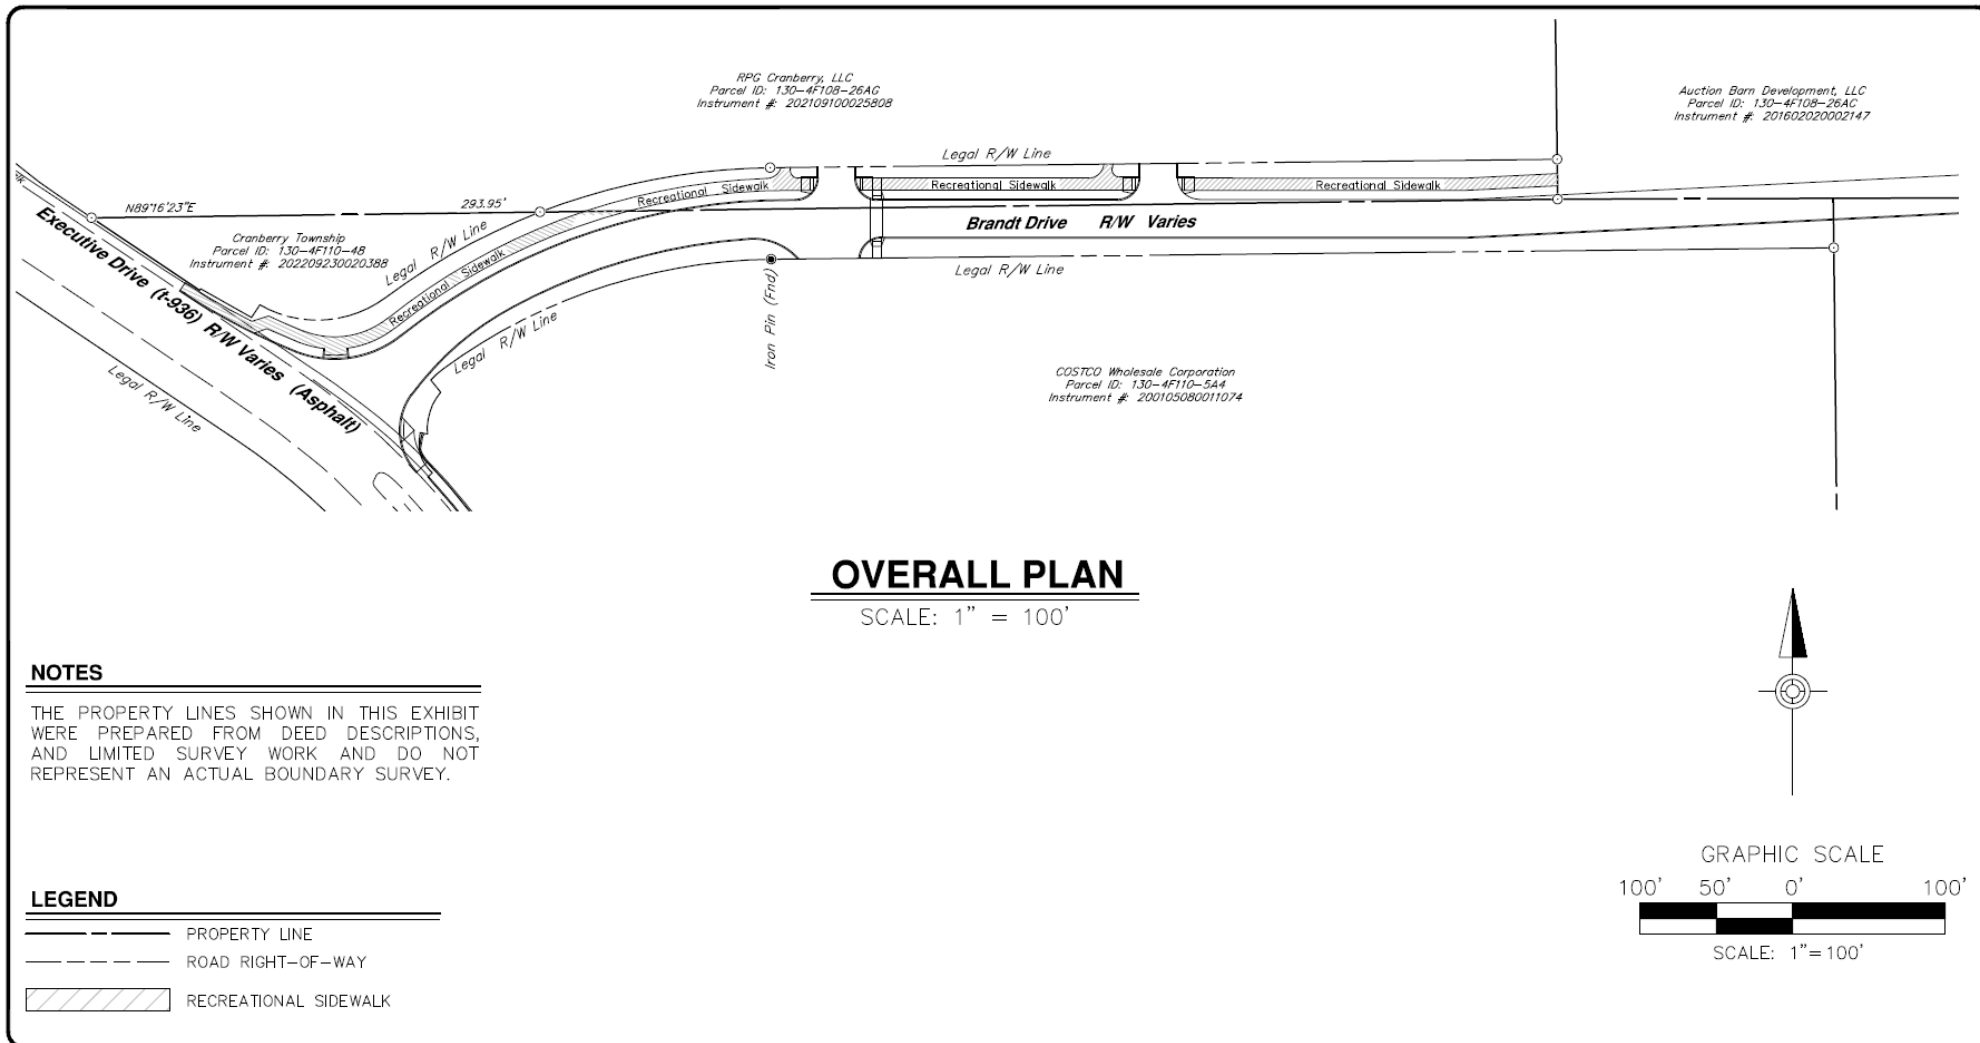 RPG Cranberry, LLC
Parcel ID: 130-4F108-26AG
Instrument #: 202109100025808
Auction Barn Development, LLC
Parcel ID: 130-4F108-26AC
Instrument #: 201602020002147
Legal R/W Line
Recreational Sidewalk
Recreational Sidewalk
Recreational Sidewalk
N89°16'23"E
293.95'
Brandt Drive R/W Varies
Cranberry Township
Parcel ID: 130-4F110-4B
Instrument #: 202209230020388
Legal R/W Line
Recreational Sidewalk
Executive Drive (t-936) R/W Varies (Asphalt)
Legal R/W Line
Legal R/W Line
Iron Pin (Fnd)
Legal R/W Line
COSTCO Wholesale Corporation
Parcel ID: 130-4F110-5A4
Instrument #: 200105080011074
Recreational Sidewalk
OVERALL PLAN
SCALE: 1" = 100'
NOTES
THE PROPERTY LINES SHOWN IN THIS EXHIBIT
WERE PREPARED FROM DEED DESCRIPTIONS,
AND LIMITED SURVEY WORK AND DO NOT
REPRESENT AN ACTUAL BOUNDARY SURVEY.
LEGEND
PROPERTY LINE
ROAD RIGHT-OF-WAY
RECREATIONAL SIDEWALK
GRAPHIC SCALE
100' 50' 0' 100'
SCALE: 1"=100'